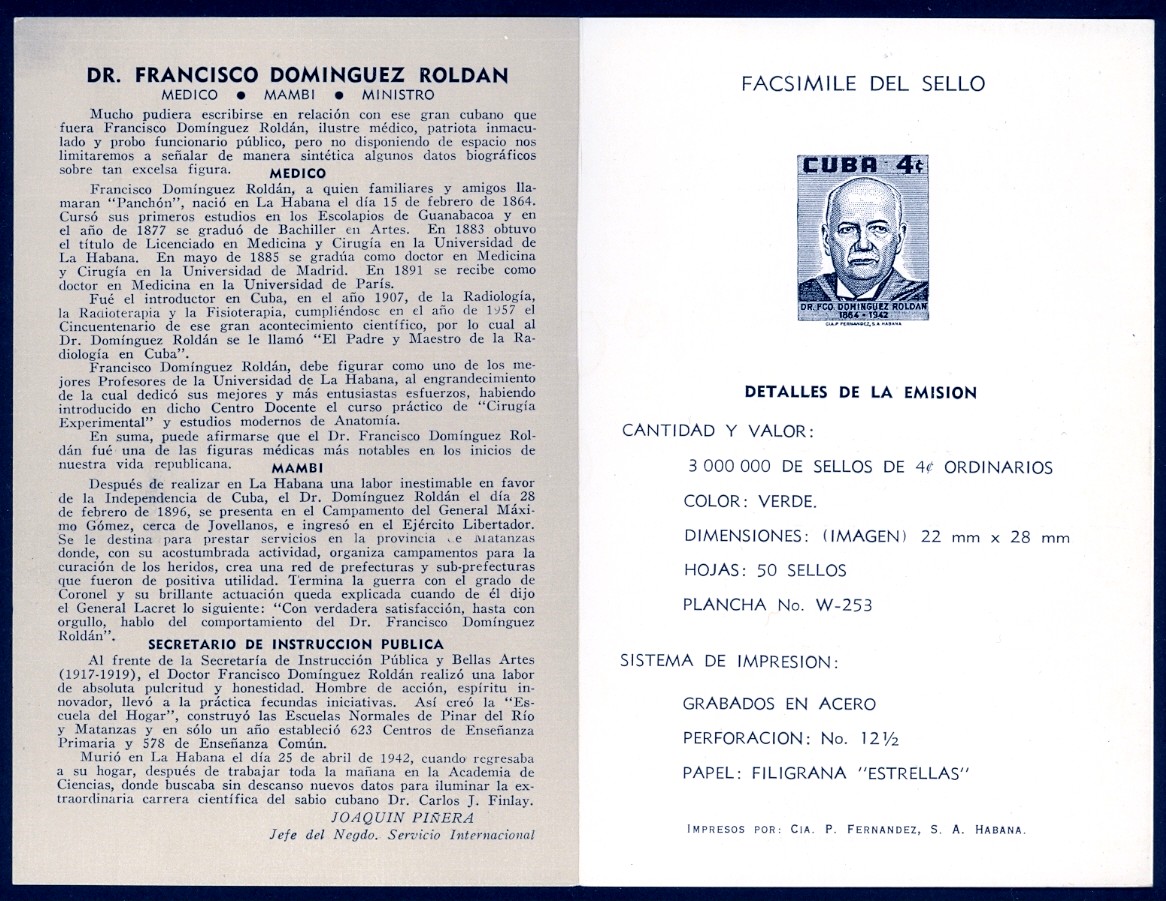 DR. FRANCISCO DOMINGUEZ ROLDAN
MEDICO ● MAMBI ● MINISTRO
Mucho pudiera escribirse en relación con ese gran cubano que
fuera Francisco Domínguez Roldán, ilustre médico, patriota inmacu-
lado y probo funcionario público, pero no disponiendo de espacio nos
limitaremos a señalar de manera sintética algunos datos biográficos
sobre tan excelsa figura.
MEDICO
Francisco Domínguez Roldán, a quien familiares y amigos lla-
maran "Panchón", nació en La Habana el día 15 de febrero de 1864.
Cursó sus primeros estudios en los Escolapios de Guanabacoa y en
el año de 1877 se graduó de Bachiller en Artes. En 1883 obtuvo
el título de Licenciado en Medicina y Cirugía en la Universidad de
La Habana. En mayo de 1885 se gradúa como doctor en Medicina
y Cirugía en la Universidad de Madrid. En 1891 se recibe como
doctor en Medicina en la Universidad de París.
Fué el introductor en Cuba, en el año 1907, de la Radiología,
la Radioterapia y la Fisioterapia, cumpliéndose en el año de 1957 el
Cincuentenario de ese gran acontecimiento científico, por lo cual al
Dr. Domínguez Roldán se le llamó "El Padre y Maestro de la Ra-
diología en Cuba".
Francisco Domínguez Roldán, debe figurar como uno de los me-
jores Profesores de la Universidad de La Habana, al engrandecimiento
de la cual dedicó sus mejores y más entusiastas esfuerzos, habiendo
introducido en dicho Centro Docente el curso práctico de "Cirugía
Experimental" y estudios modernos de Anatomía.
En suma, puede afirmarse que el Dr. Francisco Domínguez Rol-
dán fué una de las figuras médicas más notables en los inicios de
nuestra vida republicana.
MAMBI
Después de realizar en La Habana una labor inestimable en favor
de la Independencia de Cuba, el Dr. Domínguez Roldán el día 28
de febrero de 1896, se presenta en el Campamento del General Máxi-
mo Gómez, cerca de Jovellanos, e ingresó en el Ejército Libertador.
Se le destina para prestar servicios en la provincia de Matanzas
donde, con su acostumbrada actividad, organiza campamentos para la
curación de los heridos, crea una red de prefecturas y sub-prefecturas
que fueron de positiva utilidad. Termina la guerra con el grado de
Coronel y su brillante actuación queda explicada cuando de él dijo
el General Lacret lo siguiente: "Con verdadera satisfacción, hasta con
orgullo, hablo del comportamiento del Dr. Francisco Domínguez
Roldán".
SECRETARIO DE INSTRUCCION PUBLICA
Al frente de la Secretaría de Instrucción Pública y Bellas Artes
(1917-1919), el Doctor Francisco Domínguez Roldán realizó una labor
de absoluta pulcritud y honestidad. Hombre de acción, espíritu in-
novador, llevó a la práctica fecundas iniciativas. Así creó la "Es-
cuela del Hogar", construyó las Escuelas Normales de Pinar del Río
y Matanzas y en sólo un año estableció 623 Centros de Enseñanza
Primaria y 578 de Enseñanza Común.
Murió en La Habana el día 25 de abril de 1942, cuando regresaba
a su hogar, después de trabajar toda la mañana en la Academia de
Ciencias, donde buscaba sin descanso nuevos datos para iluminar la ex-
traordinaria carrera científica del sabio cubano Dr. Carlos J. Finlay.
JOAQUIN PIÑERA
Jefe del Negdo. Servicio Internacional
FACSIMILE DEL SELLO
CUBA 4¢
DR. FCO. DOMINGUEZ ROLDAN
1864 - 1942
CIA. P. FERNANDEZ, S. A. HABANA
DETALLES DE LA EMISION
CANTIDAD Y VALOR:
3 000 000 DE SELLOS DE 4¢ ORDINARIOS
COLOR: VERDE.
DIMENSIONES: (IMAGEN) 22 mm x 28 mm
HOJAS: 50 SELLOS
PLANCHA No. W-253
SISTEMA DE IMPRESION:
GRABADOS EN ACERO
PERFORACION: No. 12½
PAPEL: FILIGRANA "ESTRELLAS"
IMPRESOS POR: CIA. P. FERNANDEZ, S. A. HABANA.